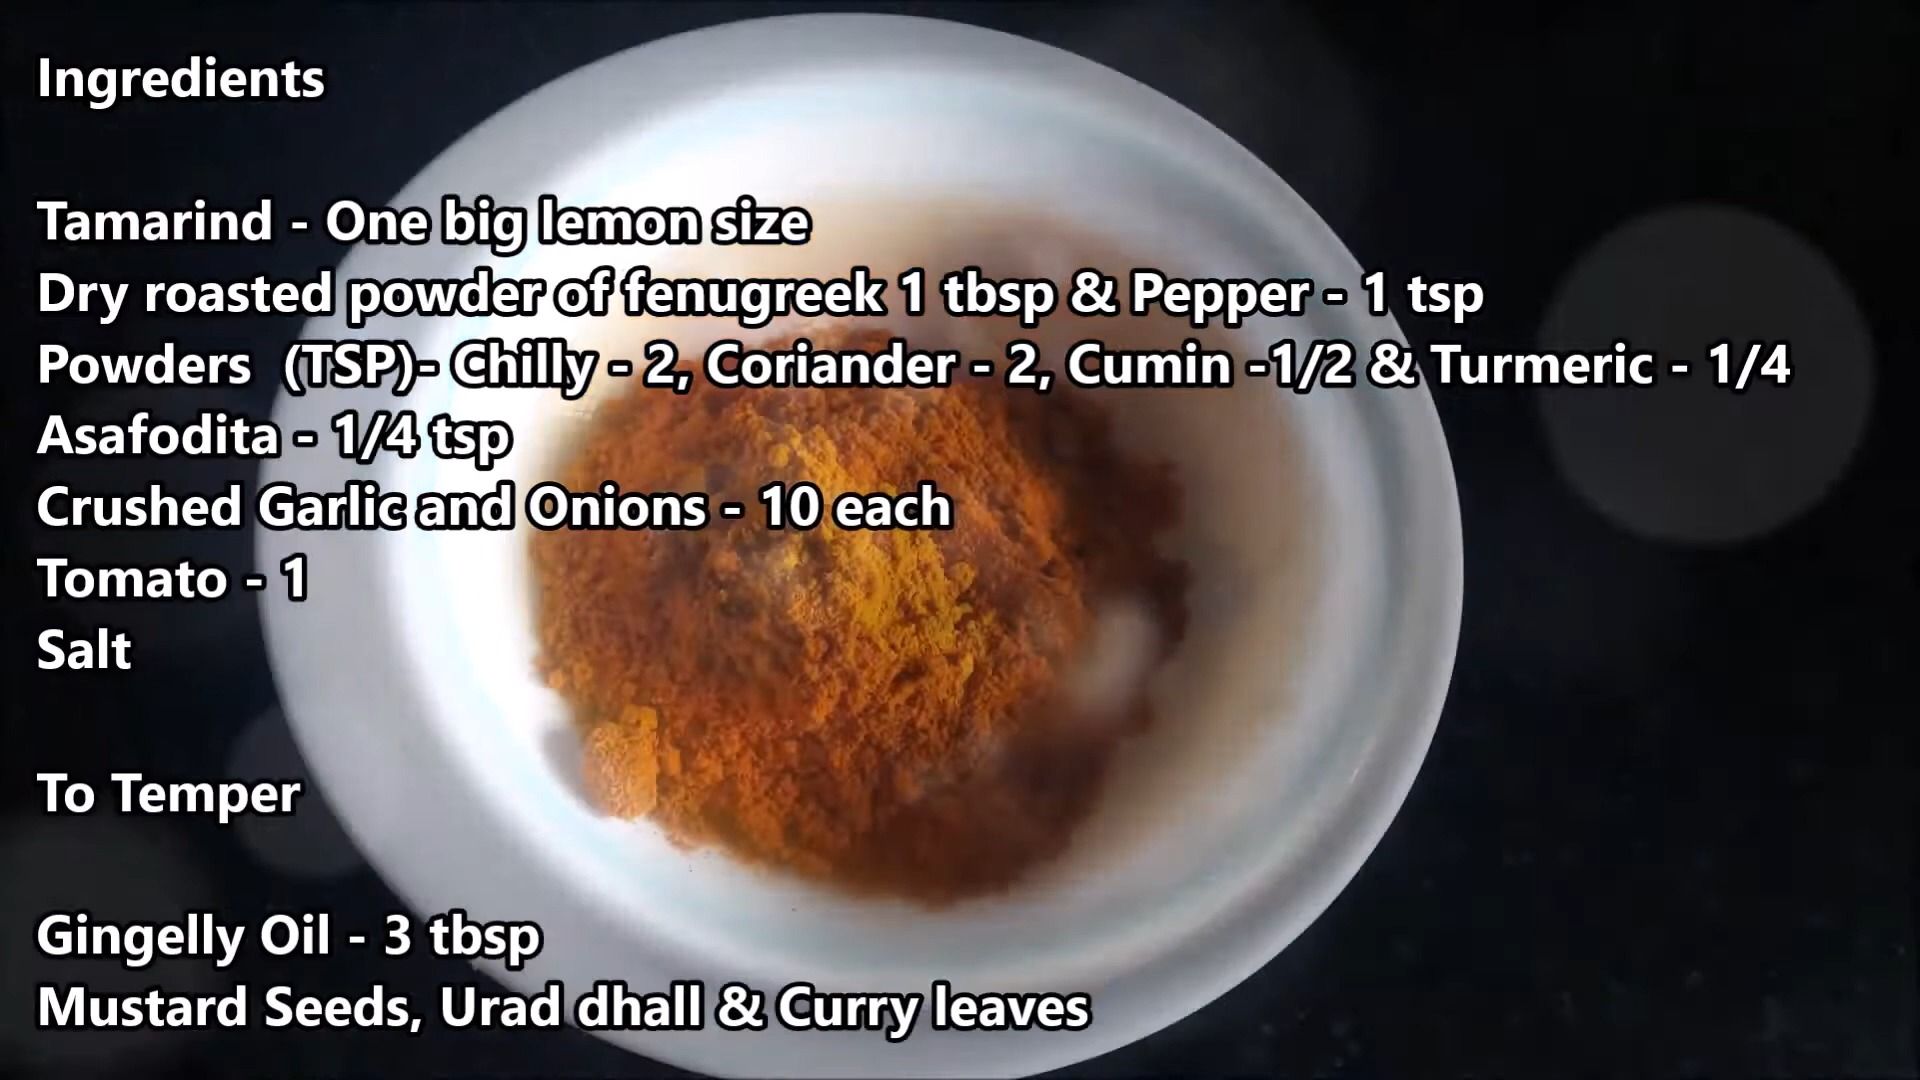 Ingredients
Tamarind - One big lemon size
Dry roasted powder of fenugreek 1 tbsp & Pepper - 1 tsp
Powders  (TSP)- Chilly - 2, Coriander - 2, Cumin -1/2 & Turmeric - 1/4
Asafodita - 1/4 tsp
Crushed Garlic and Onions - 10 each
Tomato - 1
Salt
To Temper
Gingelly Oil - 3 tbsp
Mustard Seeds, Urad dhall & Curry leaves